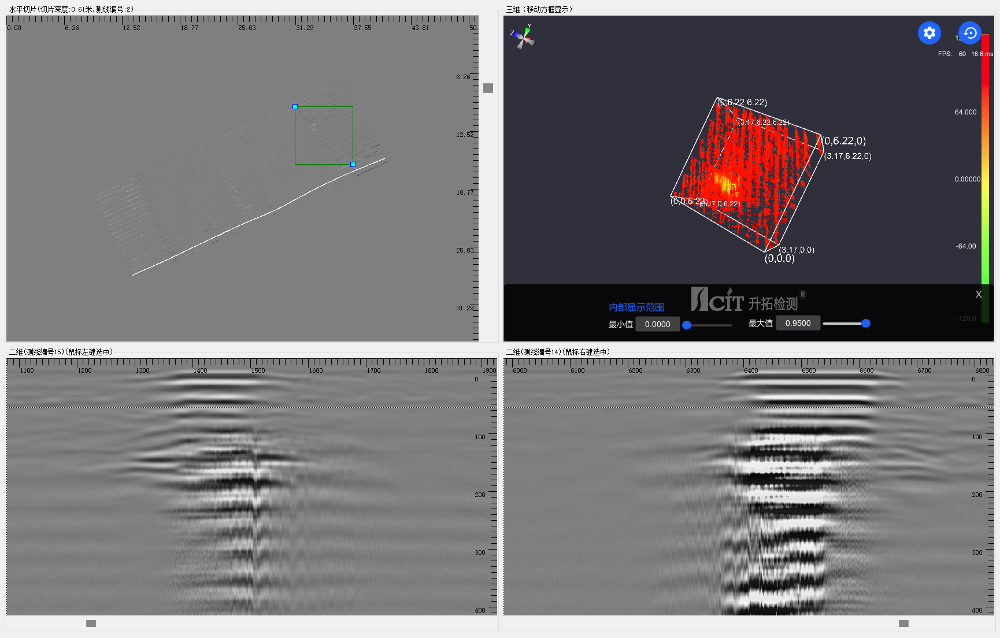 水平切片(切片深度:0.61米,测线编号:2)
0.00 6.26 12.52 18.77 25.03 31.29 37.55 43.81 50.
6.26
12.52
18.77
25.03
31.29
三维（移动方框显示）
Y
Z
FPS: 60 16.6 ms
64.000
0.00000
-64.00
-128.0
(0,6.22,6.22)
(3.17,6.22,6.22)
(0,6.22,0)
(3.17,6.22,0)
(0,0,6.22)
(3.17,0,6.22)
(3.17,0,0)
(0,0,0)
SCIT 升拓检测®
X
内部显示范围
最小值 0.0000 最大值 0.9500
二维(测线编号15)(鼠标左键选中)
1100 1200 1300 1400 1500 1600 1700 1800 1900
0
100
200
300
400
二维(测线编号14)(鼠标右键选中)
6000 6100 6200 6300 6400 6500 6600 6700 6800
0
100
200
300
400